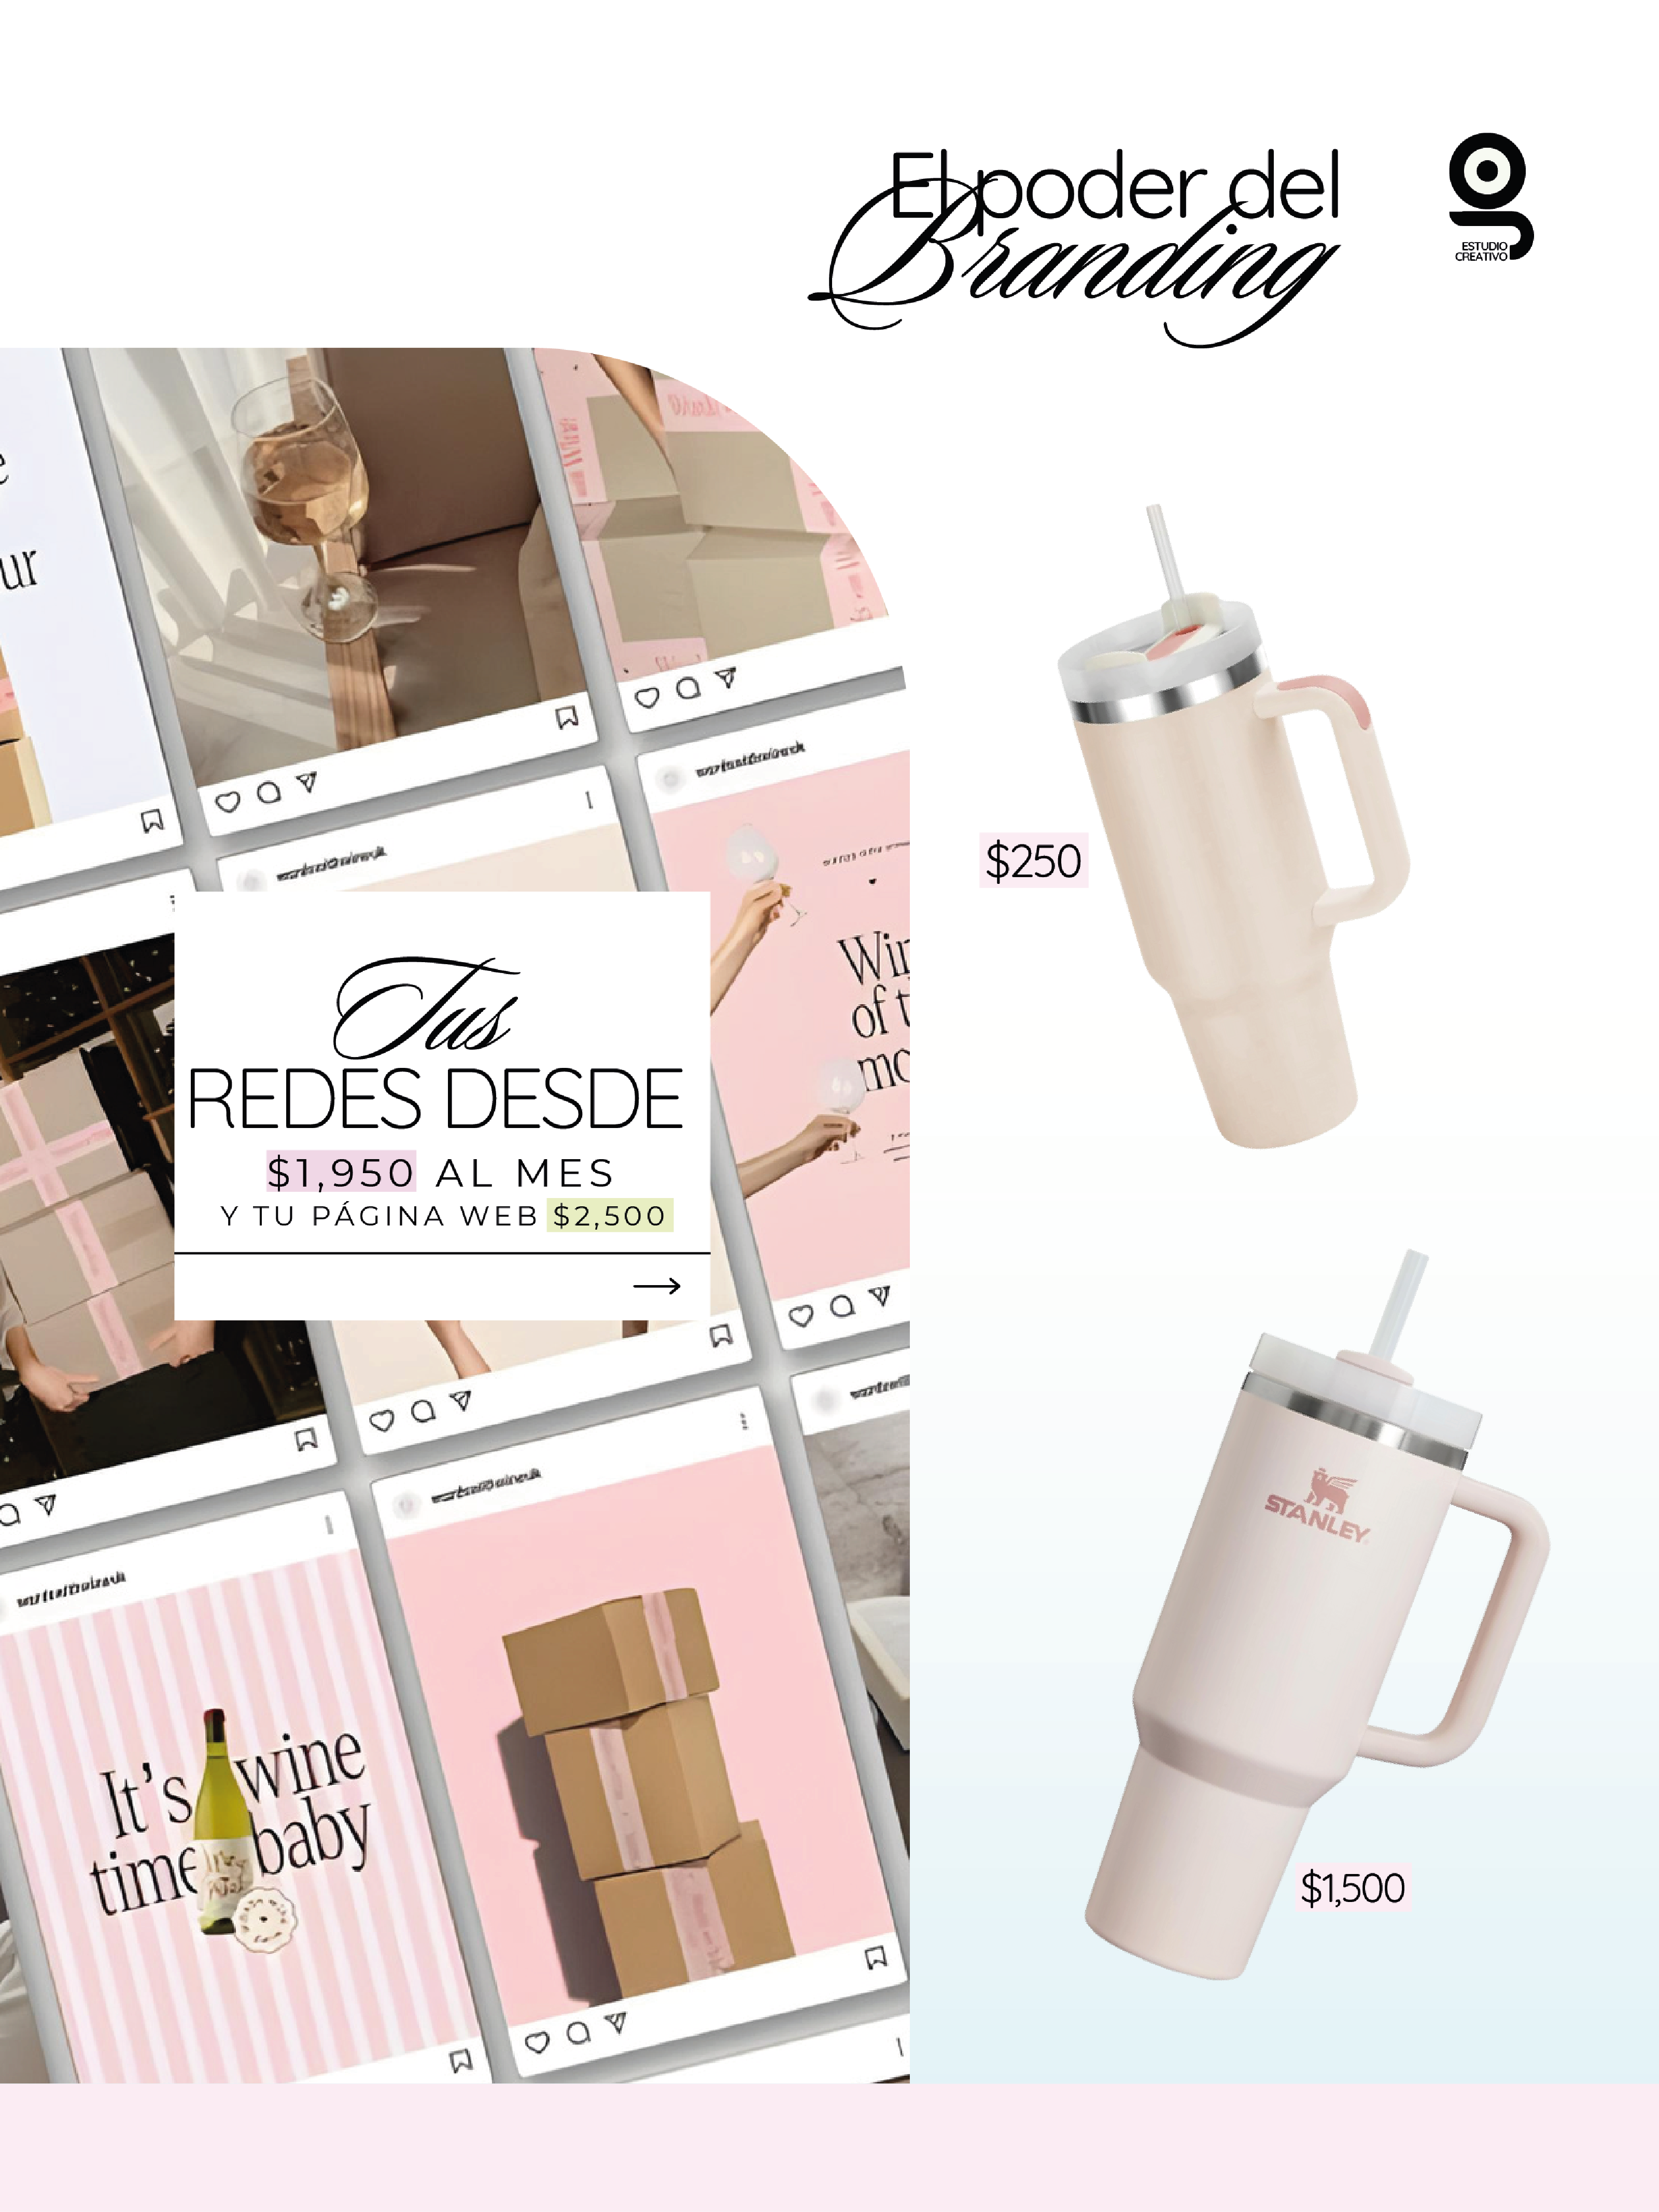 El poder del
Branding
ESTUDIO
CREATIVO
ur
Tus
REDES DESDE
$1,950 AL MES
Y TU PÁGINA WEB $2,500
It's wine
time baby
$250
STANLEY
$1,500